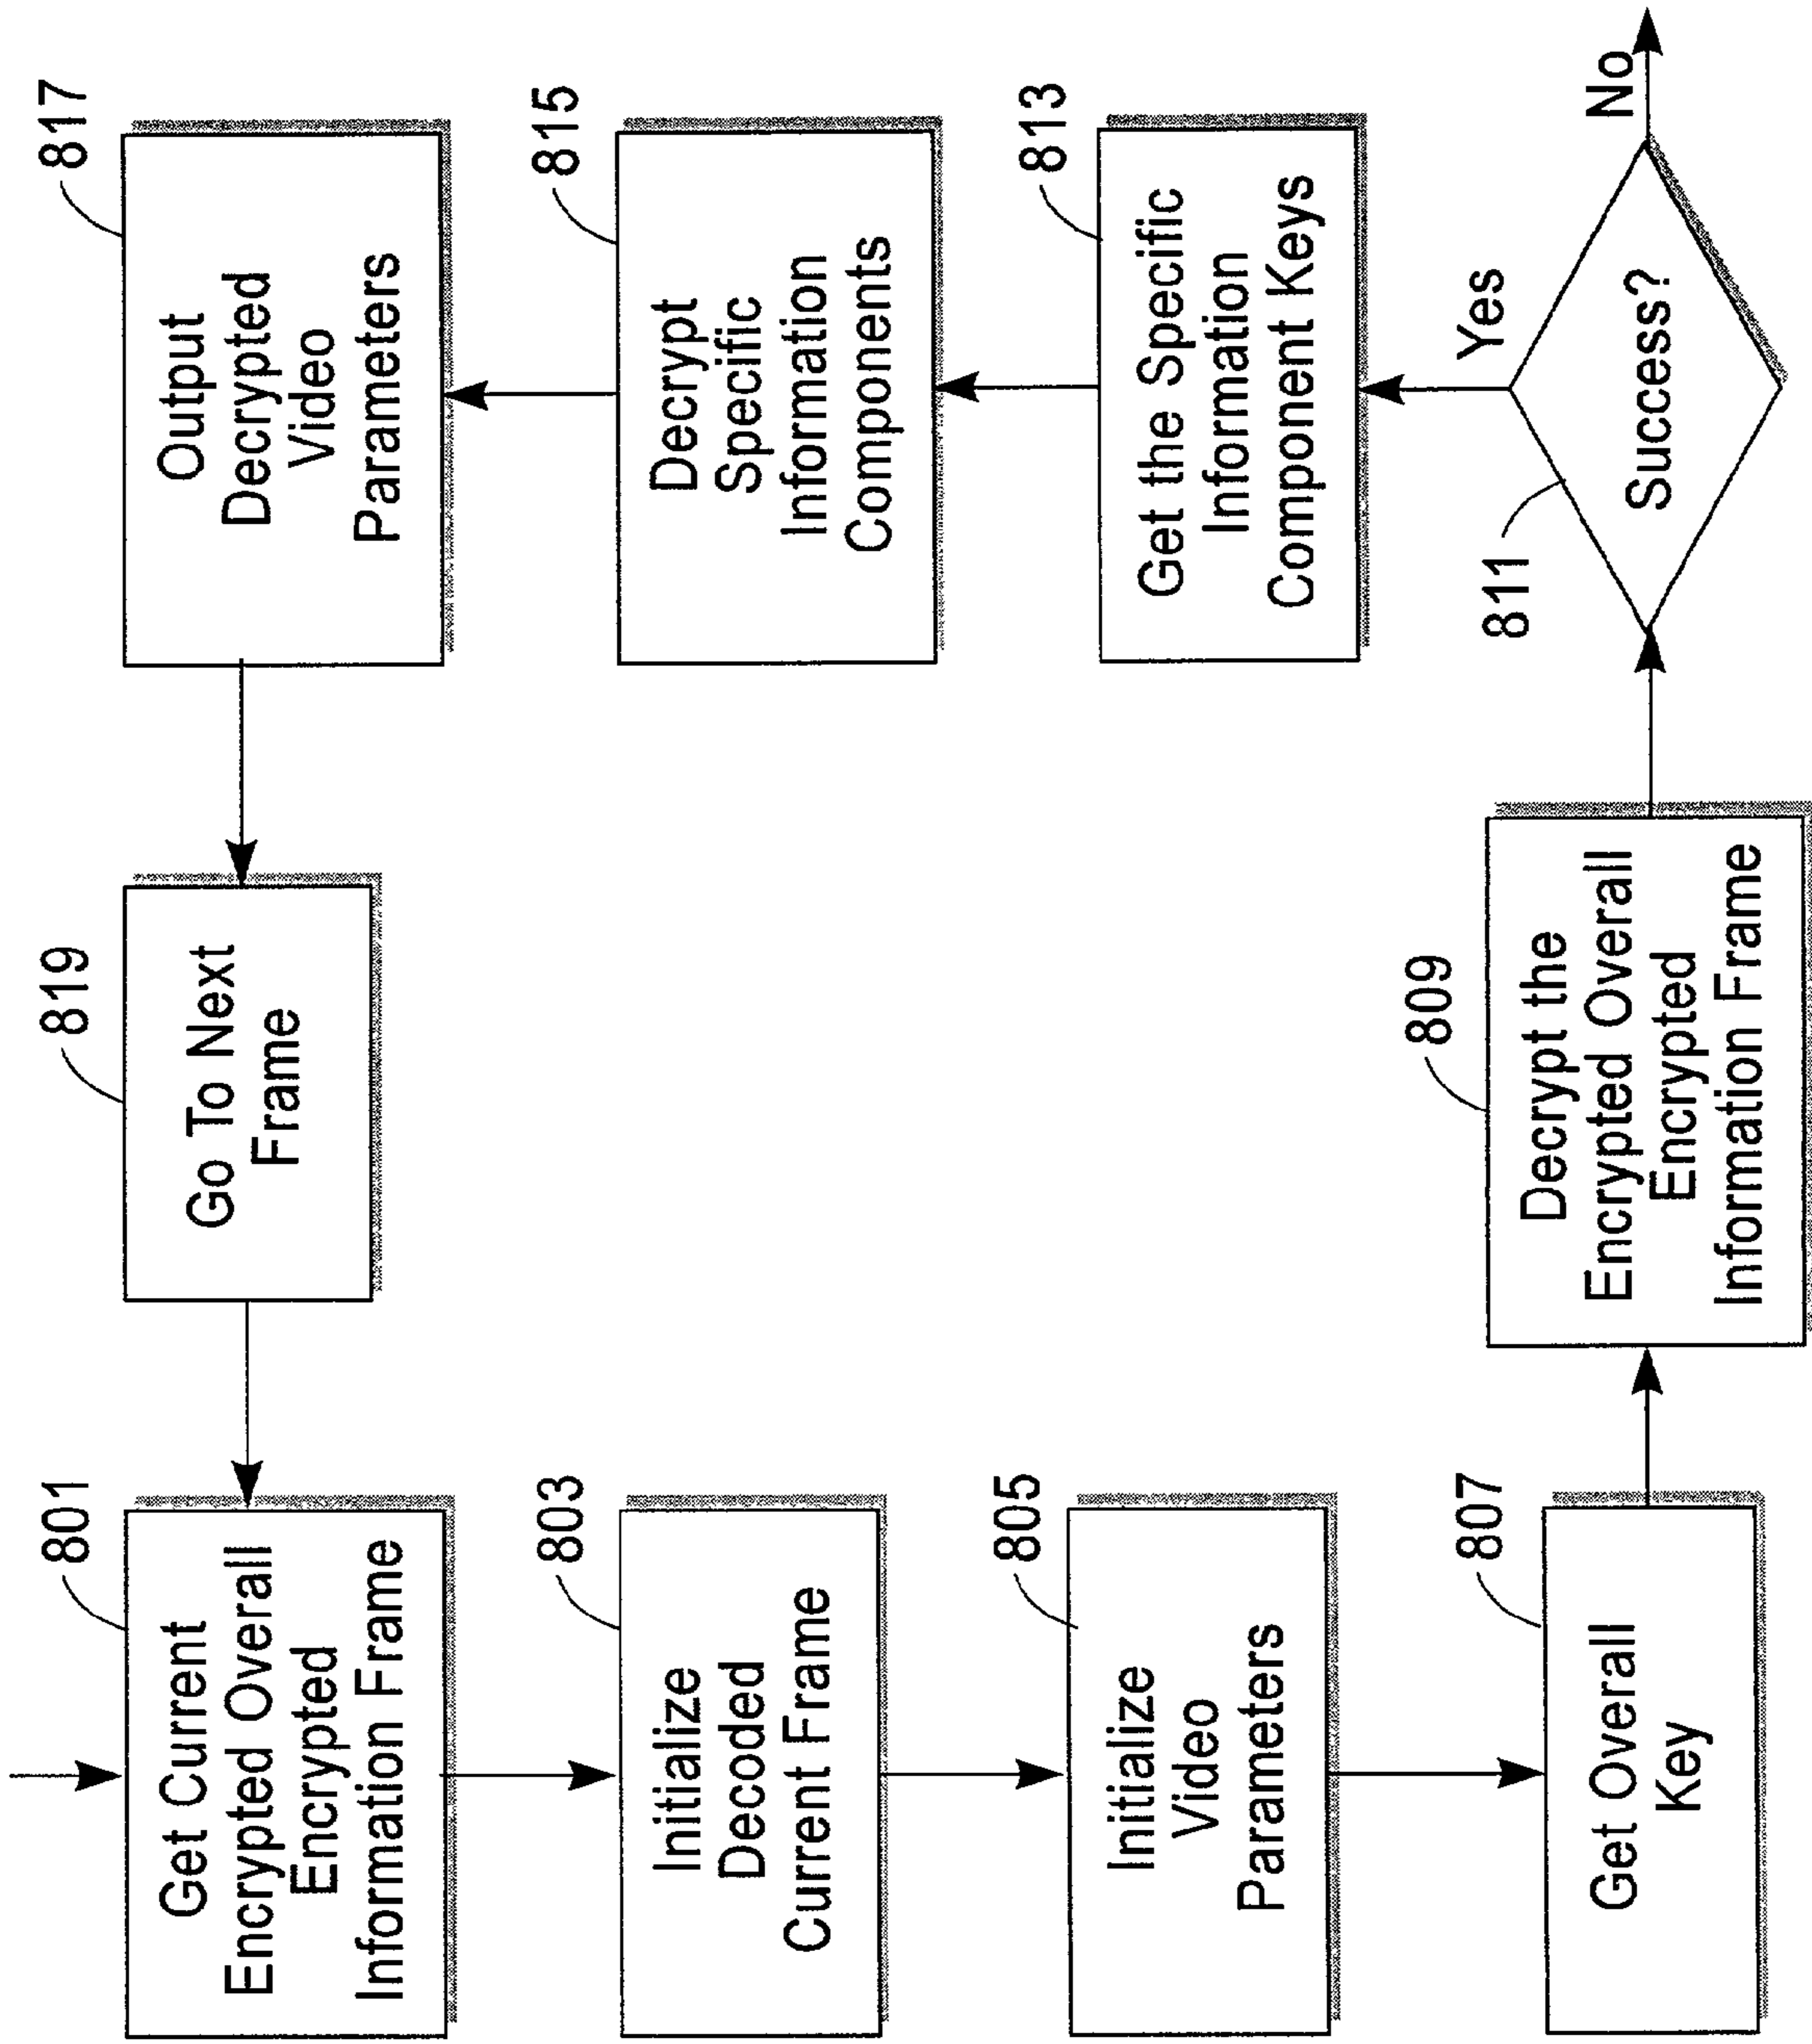 801
Get Current
Encrypted Overall
Encrypted
Information Frame
803
Initialize
Decoded
Current Frame
805
Initialize
Video
Parameters
807
Get Overall
Key
809
Decrypt the
Encrypted Overall
Encrypted
Information Frame
811
Success?
No
Yes
813
Get the Specific
Information
Component Keys
815
Decrypt
Specific
Information
Components
817
Output
Decrypted
Video
Parameters
819
Go To Next
Frame